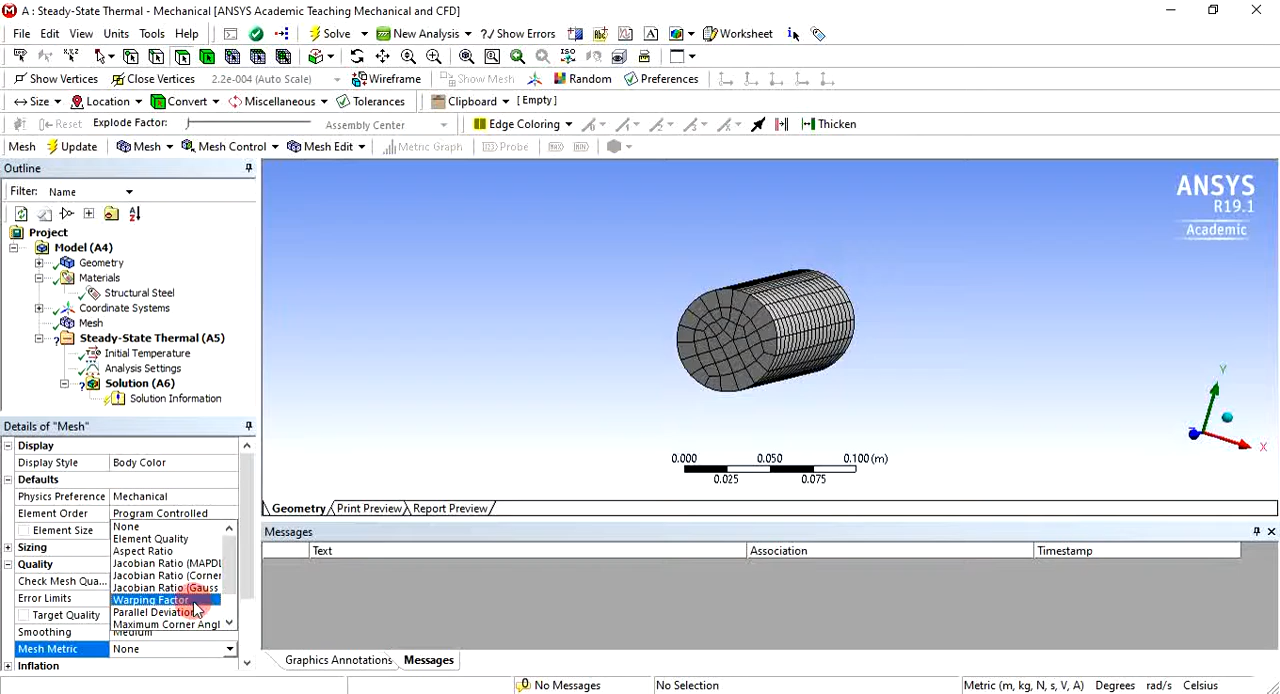 A : Steady-State Thermal - Mechanical [ANSYS Academic Teaching Mechanical and CFD]
File Edit View Units Tools Help Solve New Analysis ?/ Show Errors Worksheet
Show Vertices Close Vertices 2.2e-004 (Auto Scale) Wireframe Show Mesh Random Preferences
Size Location Convert Miscellaneous Tolerances Clipboard [Empty]
Reset Explode Factor: Assembly Center Edge Coloring Thicken
Mesh Update Mesh Mesh Control Mesh Edit Metric Graph Probe
Outline
Filter: Name
Project
Model (A4)
Geometry
Materials
Structural Steel
Coordinate Systems
Mesh
Steady-State Thermal (A5)
Initial Temperature
Analysis Settings
Solution (A6)
Solution Information
ANSYS
R19.1
Academic
Y
X
0.000 0.050 0.100 (m)
0.025 0.075
Geometry Print Preview Report Preview
Details of "Mesh"
Display
Display Style Body Color
Defaults
Physics Preference Mechanical
Element Order Program Controlled
Element Size
Sizing
Quality
Check Mesh Qua...
Error Limits
Target Quality
Smoothing Medium
Mesh Metric None
Inflation
None
Element Quality
Aspect Ratio
Jacobian Ratio (MAPDL
Jacobian Ratio (Corner
Jacobian Ratio (Gauss
Warping Factor
Parallel Deviation
Maximum Corner Angl
Messages
Text Association Timestamp
Graphics Annotations Messages
0 No Messages No Selection Metric (m, kg, N, s, V, A) Degrees rad/s Celsius